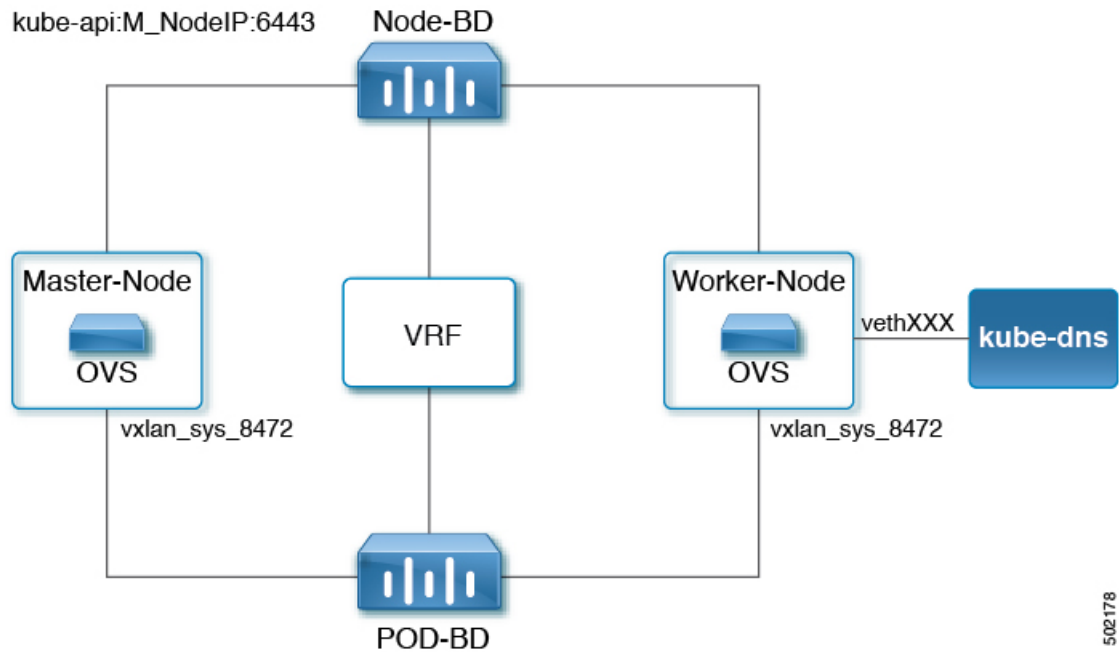 kube-api:M_NodeIP:6443
Node-BD
Master-Node
OVS
vxlan_sys_8472
VRF
Worker-Node
OVS
vxlan_sys_8472
vethXXX
kube-dns
POD-BD
502178